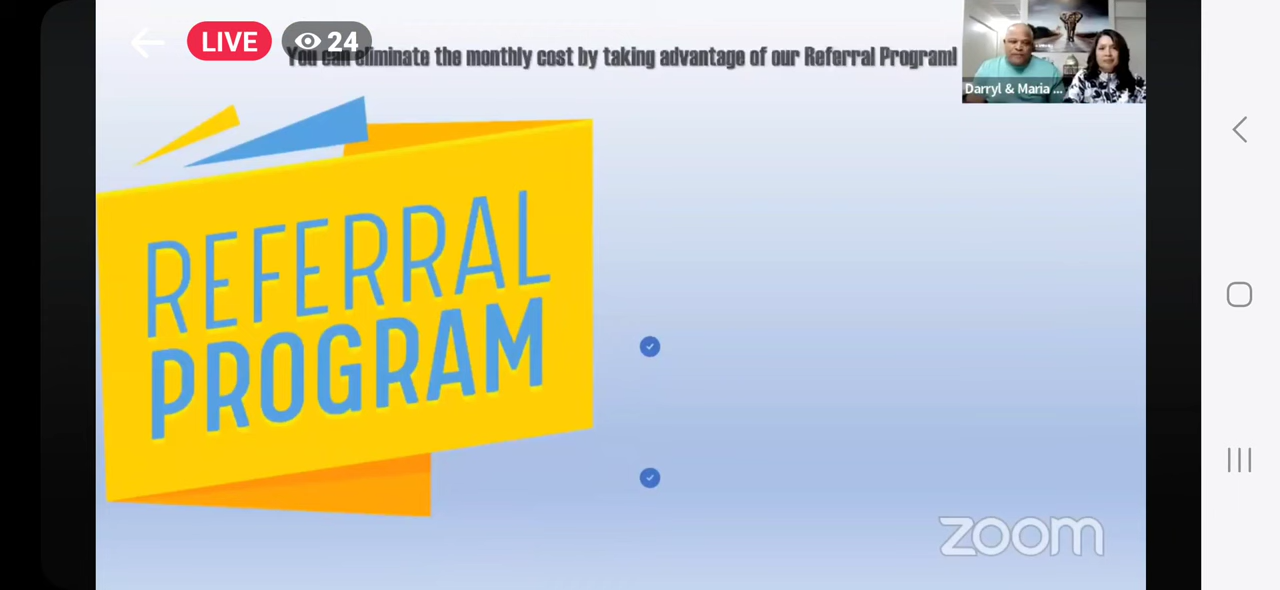 LIVE
24
You can eliminate the monthly cost by taking advantage of our Referral Program!
Darryl & Maria ...
REFERRAL
PROGRAM
zoom